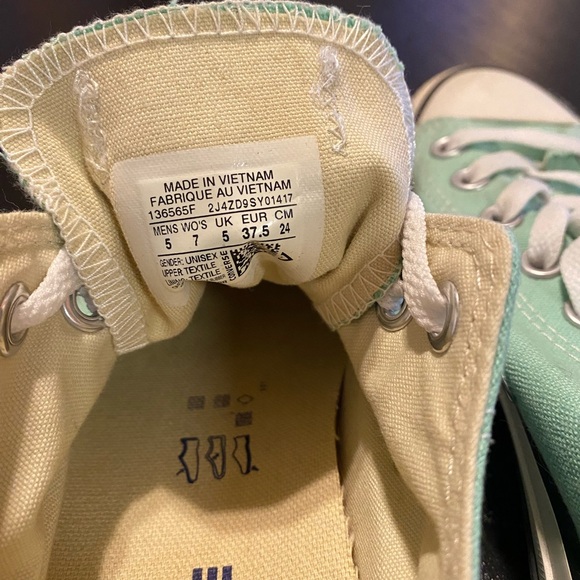 MADE IN VIETNAM
FABRIQUE AU VIETNAM
136565F 2J4ZD9SY01417
MENS WO'S UK EUR CM
5 7 5 37.5 24
GENDER: UNISEX
UPPER TEXTILE
CONVERSE